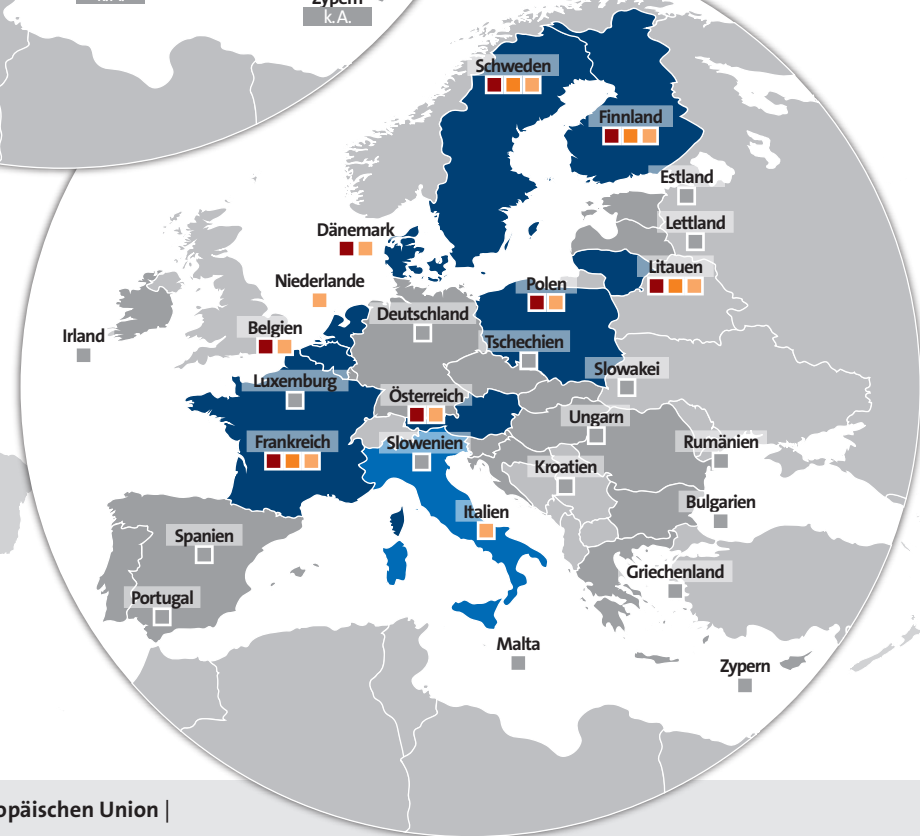 Zypern
k.A.
Schweden
Finnland
Estland
Lettland
Dänemark
Litauen
Niederlande
Polen
Deutschland
Belgien
Irland
Tschechien
Slowakei
Luxemburg
Österreich
Ungarn
Frankreich
Slowenien
Rumänien
Kroatien
Bulgarien
Italien
Spanien
Griechenland
Portugal
Malta
Zypern
opäischen Union |